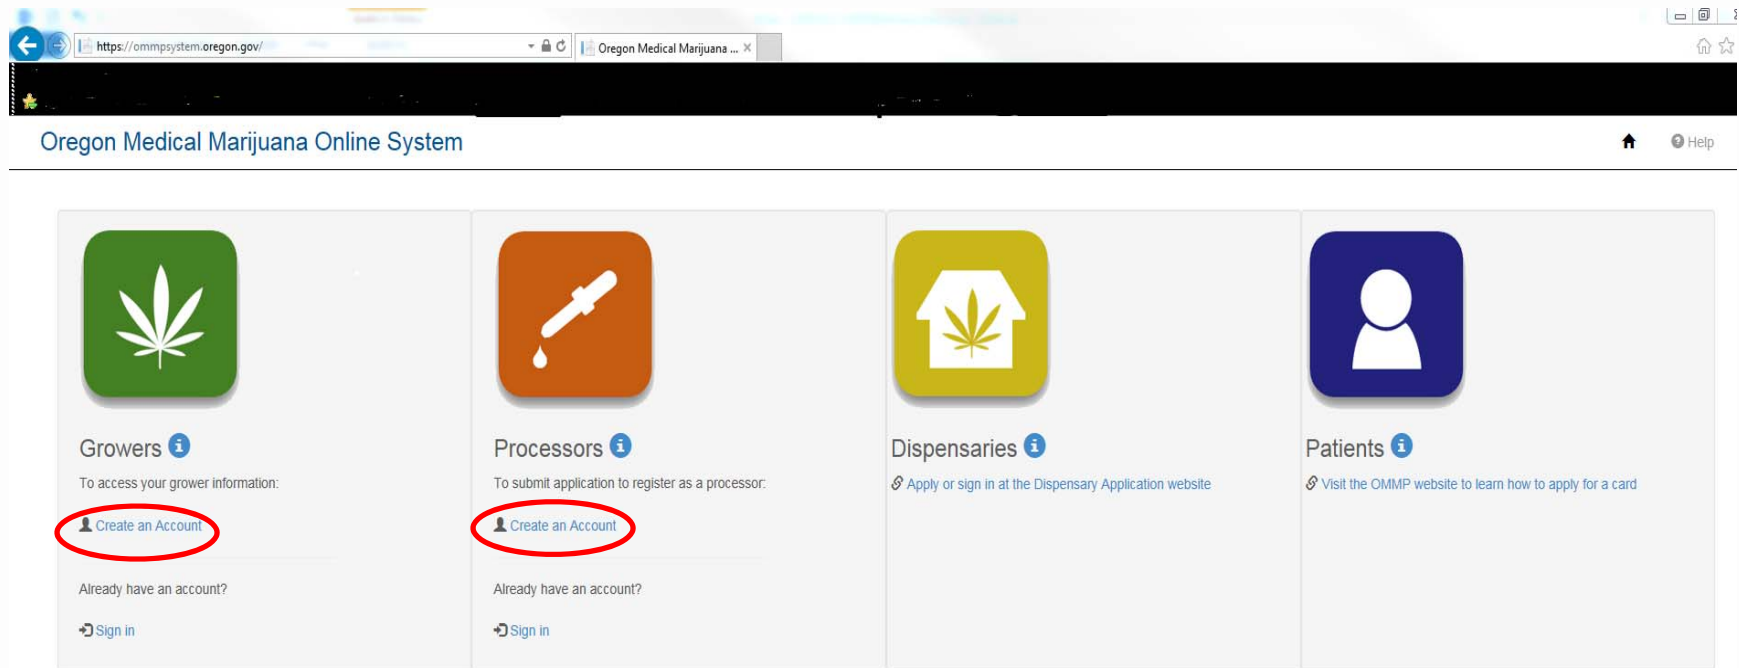 https://ommpsystem.oregon.gov/
Oregon Medical Marijuana ...
Oregon Medical Marijuana Online System
Help
Growers
To access your grower information:
Create an Account
Already have an account?
Sign in
Processors
To submit application to register as a processor:
Create an Account
Already have an account?
Sign in
Dispensaries
Apply or sign in at the Dispensary Application website
Patients
Visit the OMMP website to learn how to apply for a card